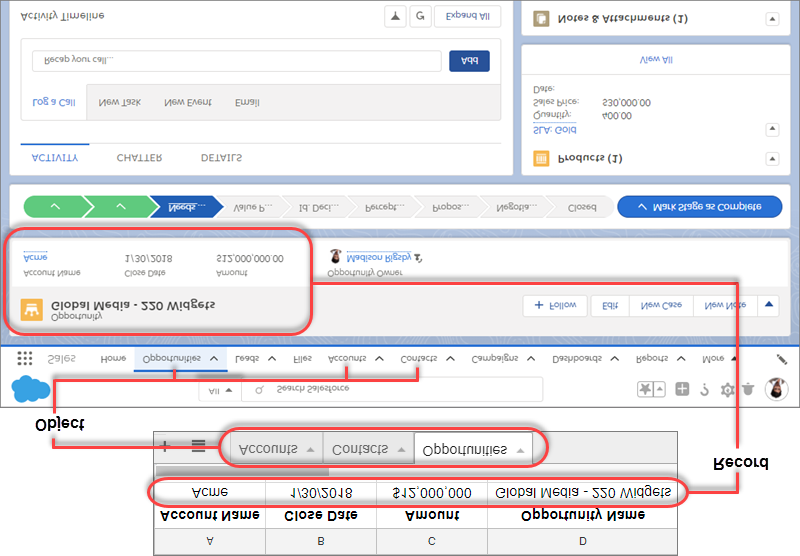 A B C D
Account Name Close Date Amount Opportunity Name
Acme 1/30/2018 $12,000,000 Global Media - 220 Widgets
Record
Accounts Contacts Opportunities
Object
All Search Salesforce
Sales Home Opportunities Leads Files Accounts Contacts Campaigns Dashboards Reports More
Opportunity
Global Media - 220 Widgets
+ Follow Edit New Case New Note
Account Name Close Date Amount Opportunity Owner
Acme 1/30/2018 $12,000,000.00 Madison Rigsby
Needs... Value P... Id. Deci... Percept... Propos... Negotia... Closed Mark Stage as Complete
ACTIVITY CHATTER DETAILS
Log a Call New Task New Event Email
Recap your call... Add
Activity Timeline Expand All
Products (1)
SLA: Gold
Quantity: 400.00
Sales Price: $30,000.00
Date:
View All
Notes & Attachments (1)